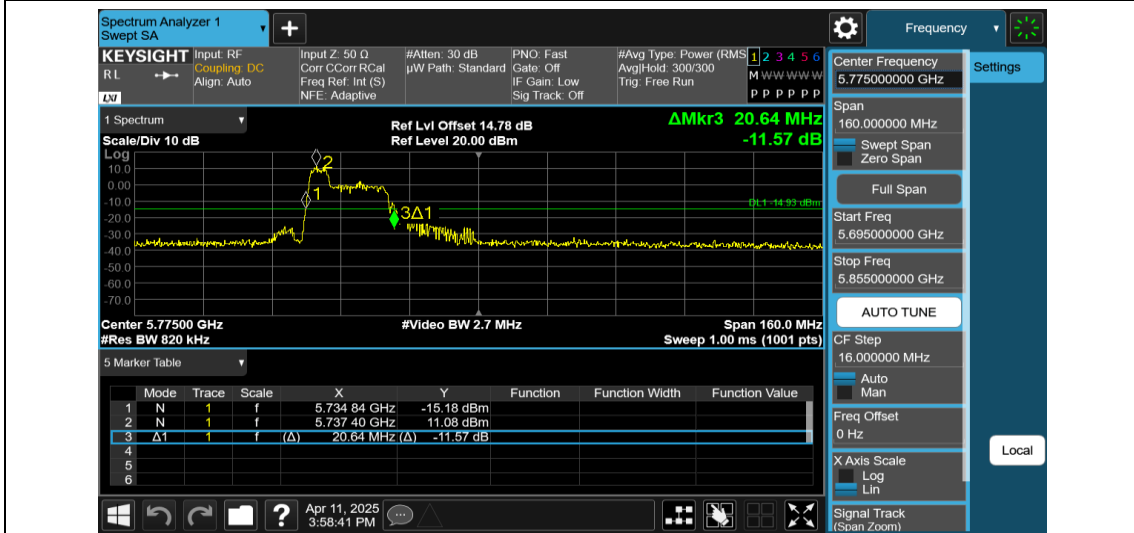 Spectrum Analyzer 1
Swept SA
Frequency
KEYSIGHT
RL
LXI
Input: RF
Coupling: DC
Align: Auto
Input Z: 50 Ω
Corr CCorr RCal
Freq Ref: Int (S)
NFE: Adaptive
#Atten: 30 dB
µW Path: Standard
PNO: Fast
Gate: Off
IF Gain: Low
Sig Track: Off
#Avg Type: Power (RMS
Avg|Hold: 300/300
Trig: Free Run
1 2 3 4 5 6
M W W W W W
P P P P P P
1 Spectrum
Scale/Div 10 dB
Ref Lvl Offset 14.78 dB
Ref Level 20.00 dBm
ΔMkr3 20.64 MHz
-11.57 dB
Log
10.0
0.00
-10.0
-20.0
-30.0
-40.0
-50.0
-60.0
-70.0
2
1
3Δ1
DL1 -14.93 dBm
Center 5.77500 GHz
#Video BW 2.7 MHz
Span 160.0 MHz
#Res BW 820 kHz
Sweep 1.00 ms (1001 pts)
5 Marker Table
Mode Trace Scale X Y Function Function Width Function Value
1 N 1 f 5.734 84 GHz -15.18 dBm
2 N 1 f 5.737 40 GHz 11.08 dBm
3 Δ1 1 f (Δ) 20.64 MHz (Δ) -11.57 dB
4
5
6
Apr 11, 2025
3:58:41 PM
Center Frequency
5.775000000 GHz
Span
160.000000 MHz
Swept Span
Zero Span
Full Span
Start Freq
5.695000000 GHz
Stop Freq
5.855000000 GHz
AUTO TUNE
CF Step
16.000000 MHz
Auto
Man
Freq Offset
0 Hz
X Axis Scale
Log
Lin
Signal Track
(Span Zoom)
Settings
Local